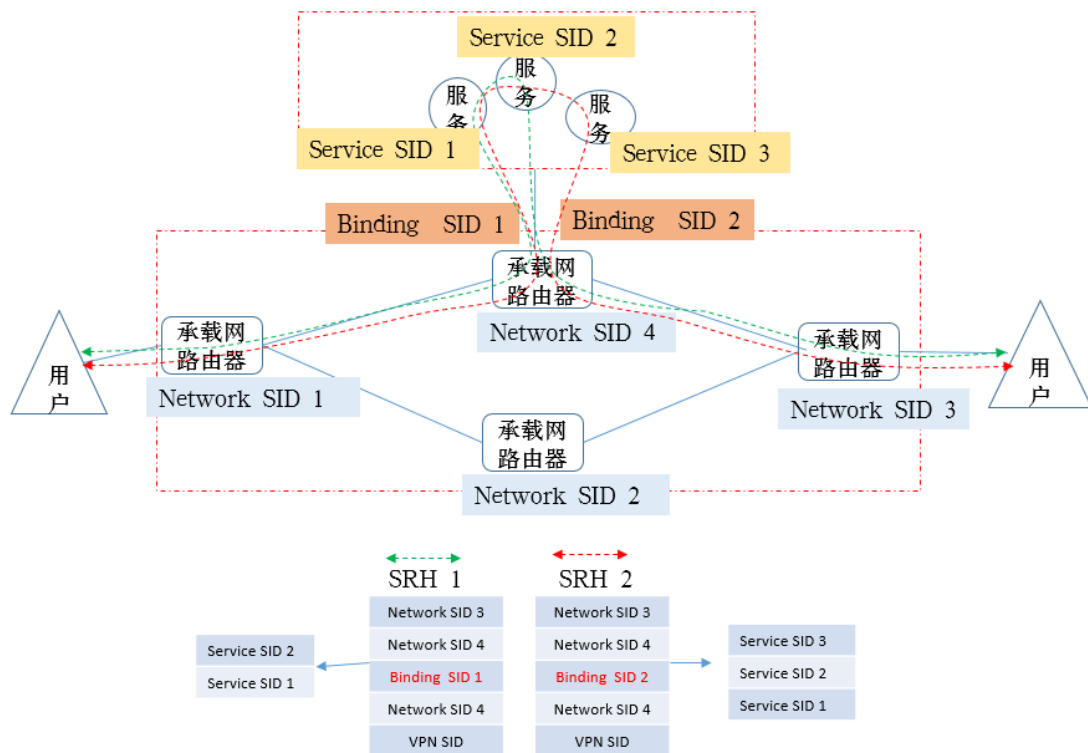 Service SID 2
服
务
服
务
服
务
Service SID 1
Service SID 3
Binding SID 1
Binding SID 2
承载网
路由器
Network SID 4
承载网
路由器
Network SID 1
承载网
路由器
Network SID 3
用
户
用
户
承载网
路由器
Network SID 2
SRH 1
SRH 2
Network SID 3
Network SID 4
Binding SID 1
Network SID 4
VPN SID
Network SID 3
Network SID 4
Binding SID 2
Network SID 4
VPN SID
Service SID 2
Service SID 1
Service SID 3
Service SID 2
Service SID 1